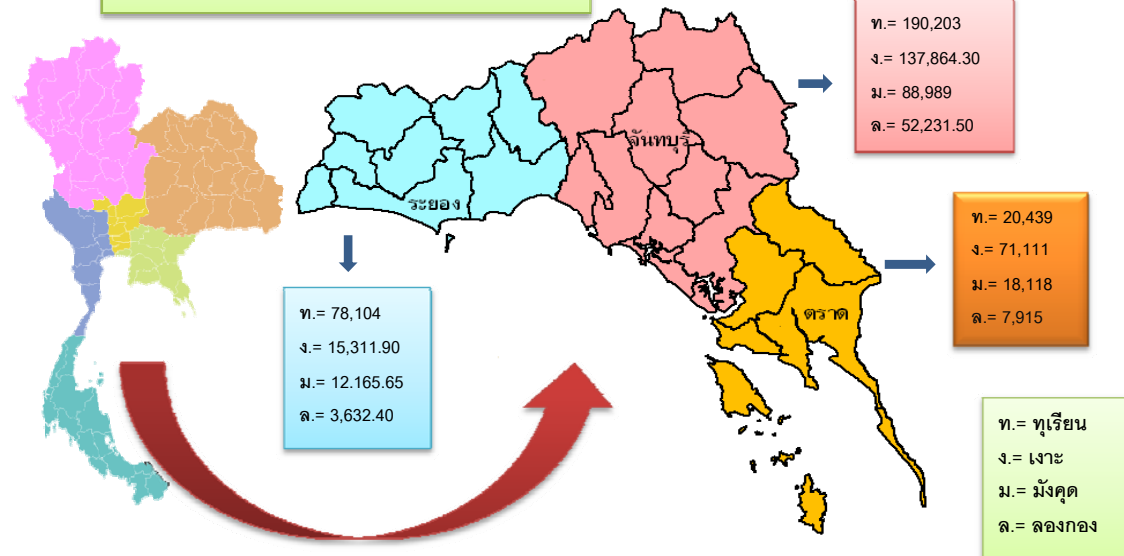 ท.= 190,203
ง.= 137,864.30
ม.= 88,989
ล.= 52,231.50
จันทบุรี
ระยอง
ท.= 20,439
ง.= 71,111
ม.= 18,118
ล.= 7,915
ตราด
ท.= 78,104
ง.= 15,311.90
ม.= 12.165.65
ล.= 3,632.40
ท.= ทุเรียน
ง.= เงาะ
ม.= มังคุด
ล.= ลองกอง